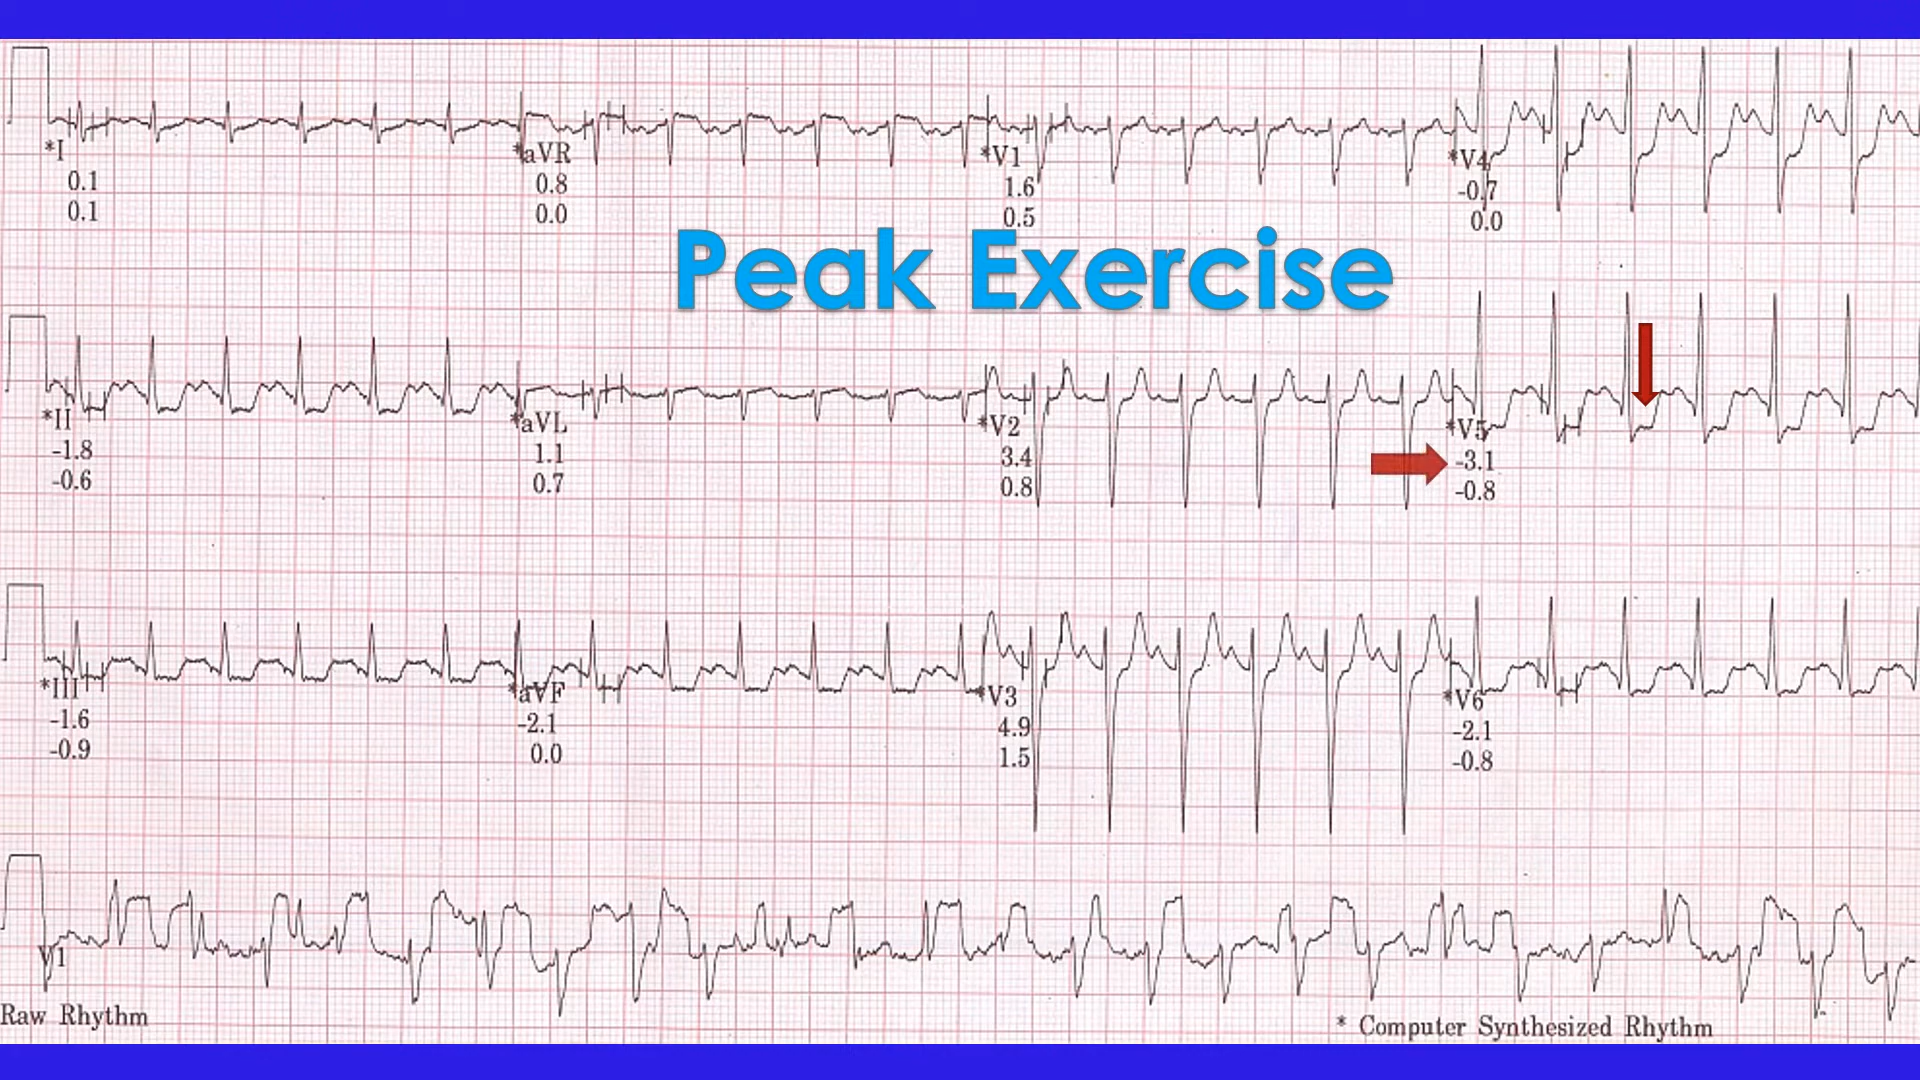 *I
0.1
0.1
*aVR
0.8
0.0
*V1
1.6
0.5
*V4
-0.7
0.0
Peak Exercise
*II
-1.8
-0.6
*aVL
1.1
0.7
*V2
3.4
0.8
*V5
-3.1
-0.8
*III
-1.6
-0.9
*aVF
-2.1
0.0
*V3
4.9
1.5
*V6
-2.1
-0.8
V1
Raw Rhythm
* Computer Synthesized Rhythm